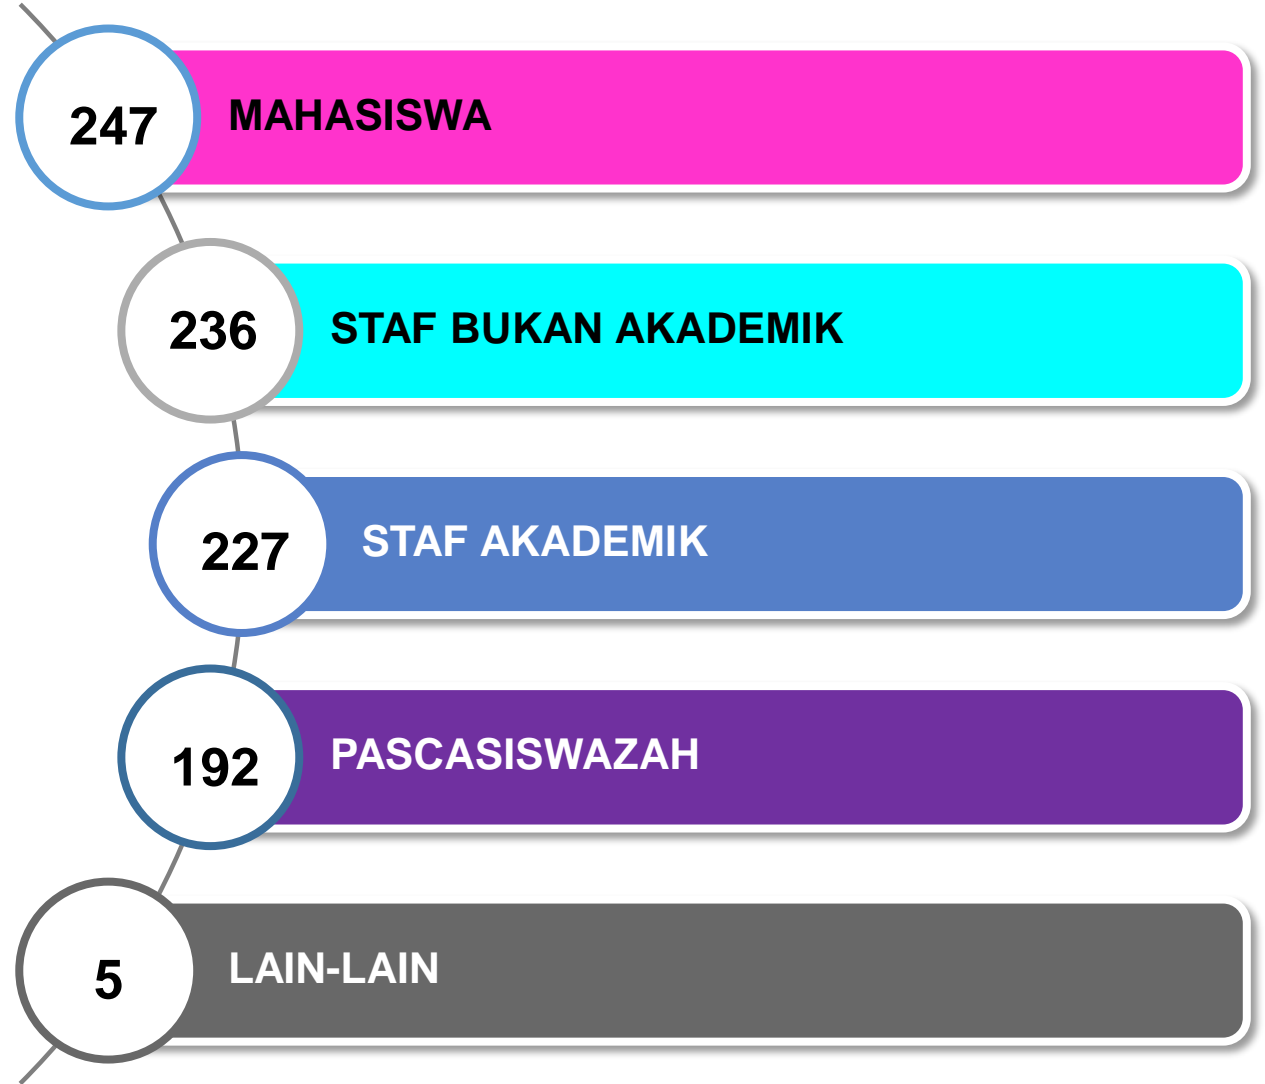 247 MAHASISWA
236 STAF BUKAN AKADEMIK
227 STAF AKADEMIK
192 PASCASISWAZAH
5 LAIN-LAIN